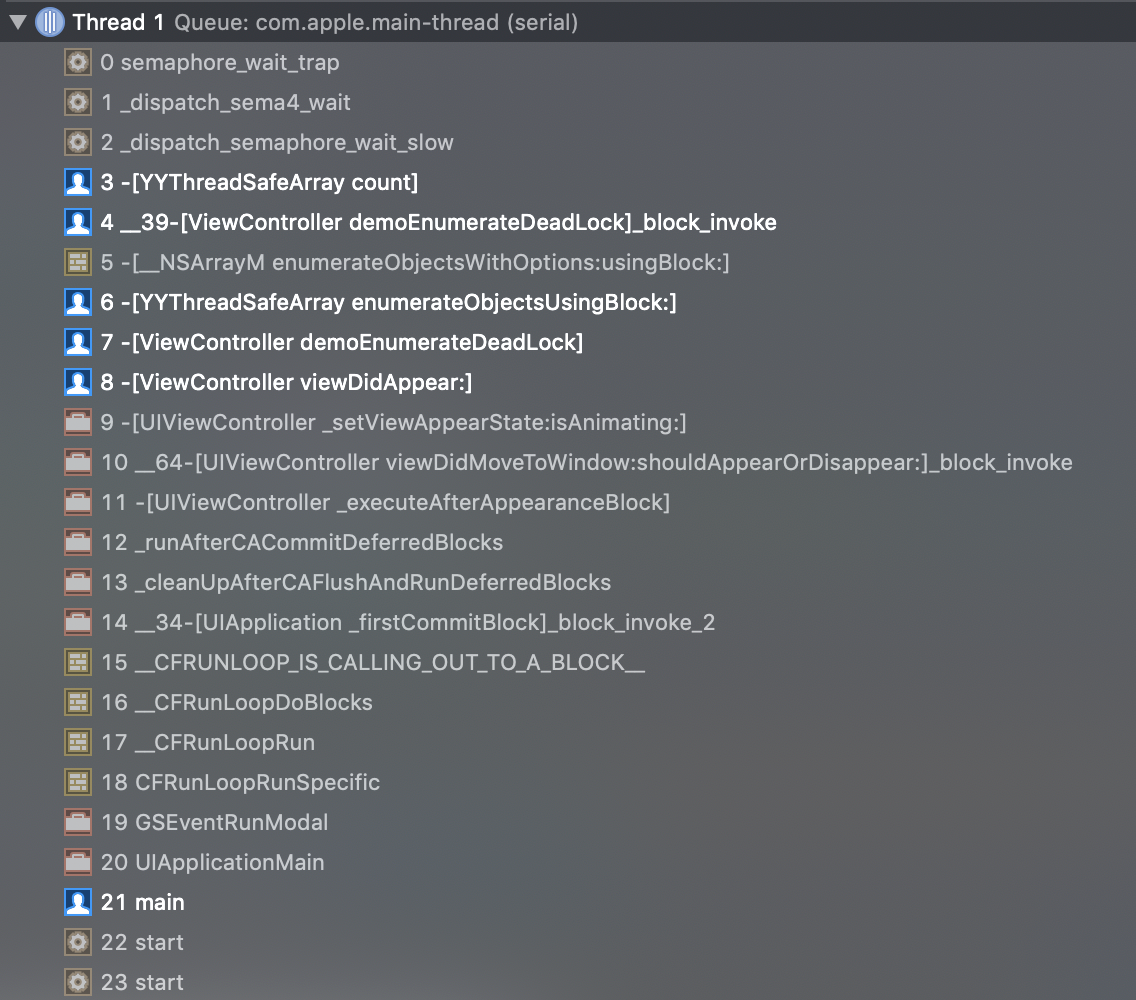 Thread 1 Queue: com.apple.main-thread (serial)
0 semaphore_wait_trap
1 _dispatch_sema4_wait
2 _dispatch_semaphore_wait_slow
3 -[YYThreadSafeArray count]
4 __39-[ViewController demoEnumerateDeadLock]_block_invoke
5 -[__NSArrayM enumerateObjectsWithOptions:usingBlock:]
6 -[YYThreadSafeArray enumerateObjectsUsingBlock:]
7 -[ViewController demoEnumerateDeadLock]
8 -[ViewController viewDidAppear:]
9 -[UIViewController _setViewAppearState:isAnimating:]
10 __64-[UIViewController viewDidMoveToWindow:shouldAppearOrDisappear:]_block_invoke
11 -[UIViewController _executeAfterAppearanceBlock]
12 _runAfterCACommitDeferredBlocks
13 _cleanUpAfterCAFlushAndRunDeferredBlocks
14 __34-[UIApplication _firstCommitBlock]_block_invoke_2
15 __CFRUNLOOP_IS_CALLING_OUT_TO_A_BLOCK__
16 __CFRunLoopDoBlocks
17 __CFRunLoopRun
18 CFRunLoopRunSpecific
19 GSEventRunModal
20 UIApplicationMain
21 main
22 start
23 start